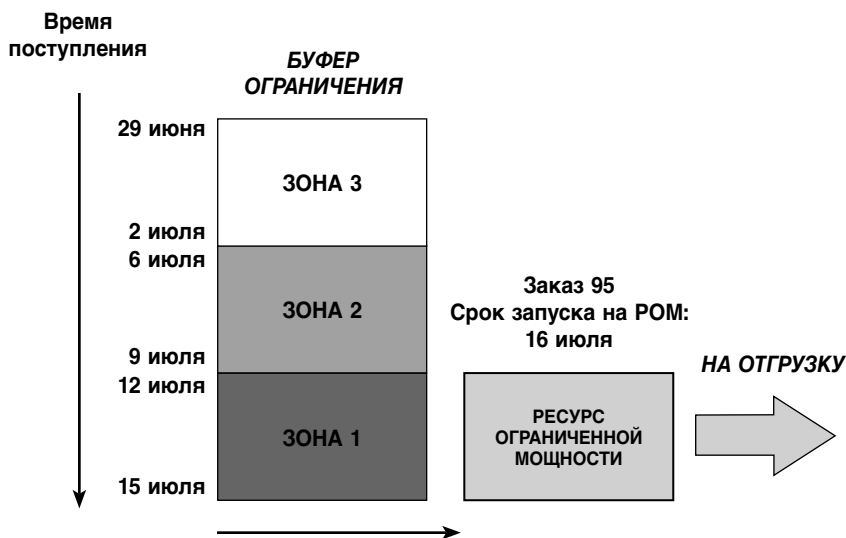 Время
поступления
БУФЕР
ОГРАНИЧЕНИЯ
29 июня
ЗОНА 3
2 июля
6 июля
ЗОНА 2
9 июля
12 июля
ЗОНА 1
15 июля
Заказ 95
Срок запуска на РОМ:
16 июля
РЕСУРС
ОГРАНИЧЕННОЙ
МОЩНОСТИ
НА ОТГРУЗКУ